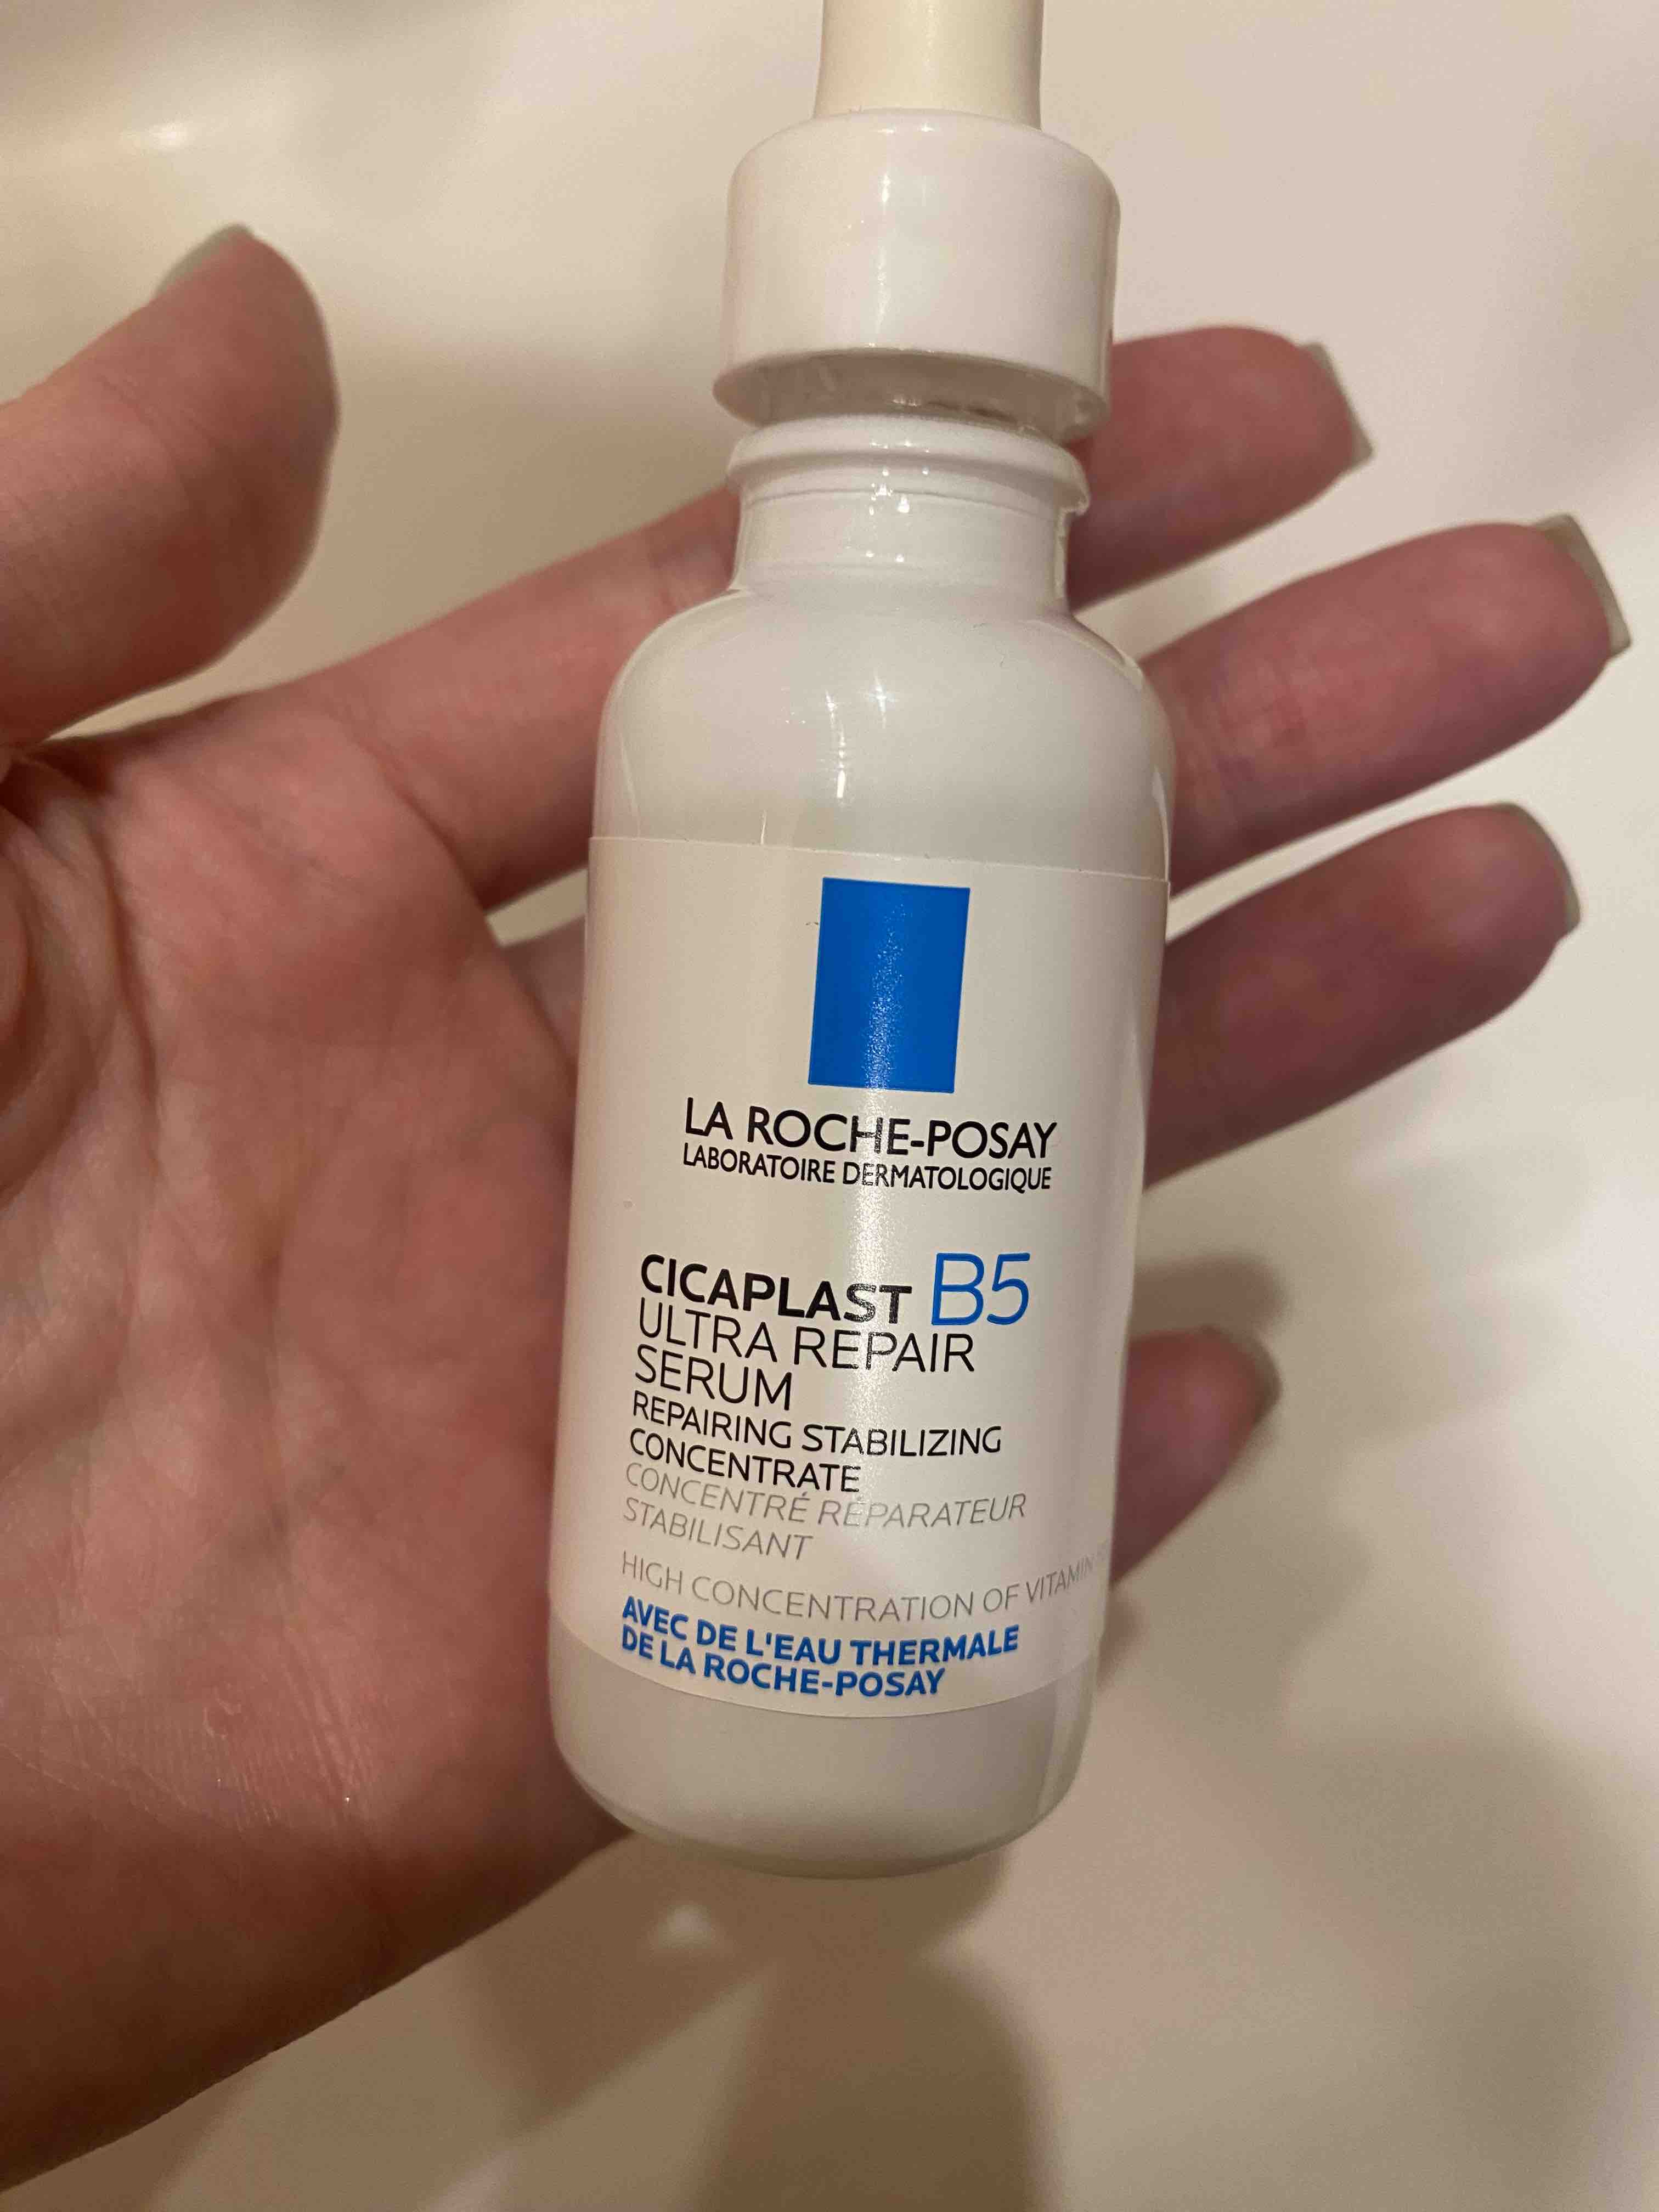 LA ROCHE-POSAY
LABORATOIRE DERMATOLOGIQUE
CICAPLAST B5
ULTRA REPAIR
SERUM
REPAIRING STABILIZING
CONCENTRATE
CONCENTRÉ RÉPARATEUR
STABILISANT
HIGH CONCENTRATION OF VITAMIN
AVEC DE L'EAU THERMALE
DE LA ROCHE-POSAY